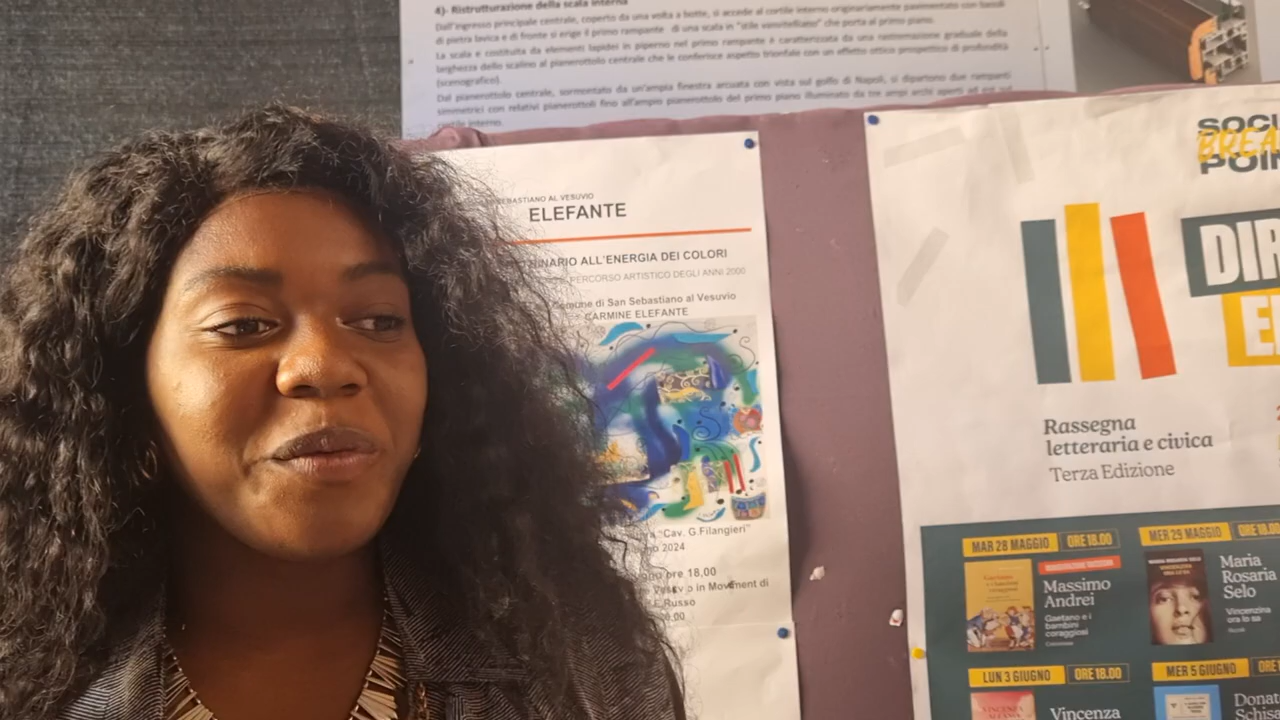 4)- Ristrutturazione della scala interna
Dall'ingresso principale centrale, coperto da una volta a botte, si accede al cortile interno originariamente pavimentato con basoli
di pietra lavica e di fronte si erige il primo rampante di una scala in "stile vanvitelliano" che porta al primo piano.
La scala e costituita da elementi lapidei in piperno nel primo rampante è caratterizzata da una rastremazione graduale della
larghezza dello scalino al pianerottolo centrale che le conferisce aspetto trionfale con un effetto ottico prospettico di profondità
(scenografico).
Dal pianerottolo centrale, sormontato da un'ampia finestra arcuata con vista sul golfo di Napoli, si dipartono due rampanti
simmetrici con relativi pianerottoli fino all'ampio pianerottolo del primo piano illuminato da tre ampi archi aperti ad est sul
cortile interno.
SEBASTIANO AL VESUVIO
ELEFANTE
ALL'ENERGIA DEI COLORI
PERCORSO ARTISTICO DEGLI ANNI 2000
Comune di San Sebastiano al Vesuvio
CARMINE ELEFANTE
"Cav. G.Filangieri"
2024
ore 18,00
Vesuvio in Movement di
Russo
SOCI
BREA
POIN
DIR
E
Rassegna
letteraria e civica
Terza Edizione
MAR 28 MAGGIO ORE 18.00
Massimo
Andrei
Gaetano e i
bambini
coraggiosi
MER 29 MAGGIO ORE 18.00
Maria
Rosaria
Selo
Vincenzina
ora lo sa
LUN 3 GIUGNO ORE 18.00
Vincenza
MER 5 GIUGNO ORE
Donat